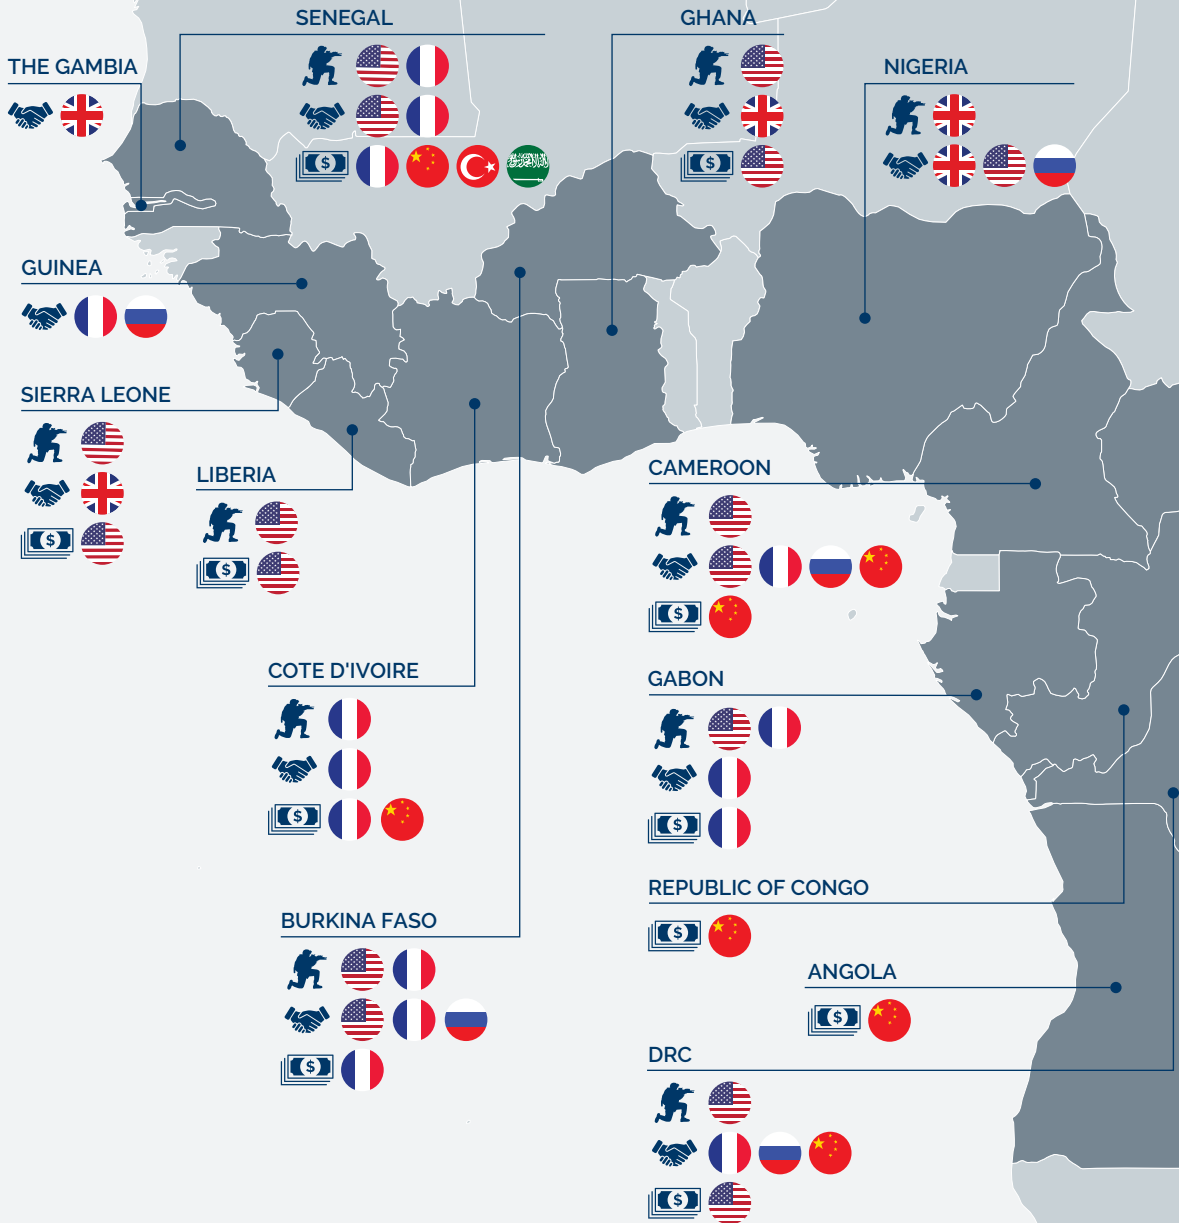 SENEGAL
GHANA
THE GAMBIA
NIGERIA
GUINEA
SIERRA LEONE
LIBERIA
CAMEROON
COTE D'IVOIRE
GABON
REPUBLIC OF CONGO
BURKINA FASO
ANGOLA
DRC